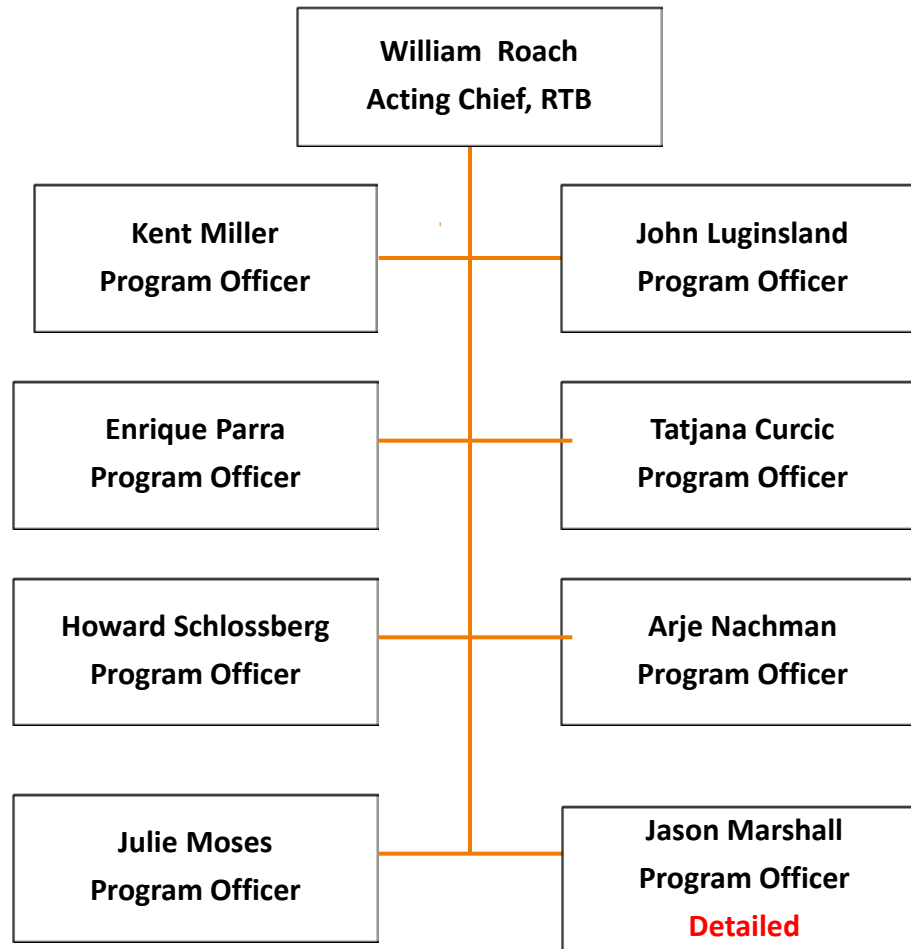 William Roach
Acting Chief, RTB
Kent Miller
Program Officer
John Luginsland
Program Officer
Enrique Parra
Program Officer
Tatjana Curcic
Program Officer
Howard Schlossberg
Program Officer
Arje Nachman
Program Officer
Julie Moses
Program Officer
Jason Marshall
Program Officer
Detailed